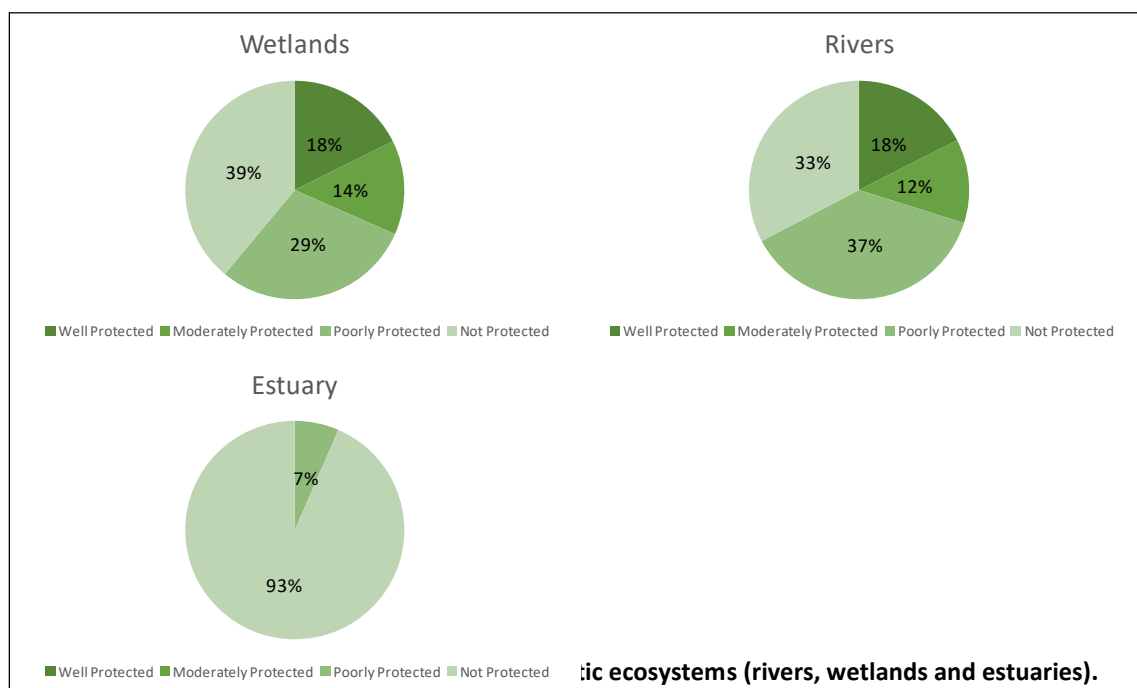 Wetlands
18%
14%
29%
39%
Well Protected Moderately Protected Poorly Protected Not Protected
Rivers
18%
12%
37%
33%
Well Protected Moderately Protected Poorly Protected Not Protected
Estuary
7%
93%
Well Protected Moderately Protected Poorly Protected Not Protected
tic ecosystems (rivers, wetlands and estuaries).